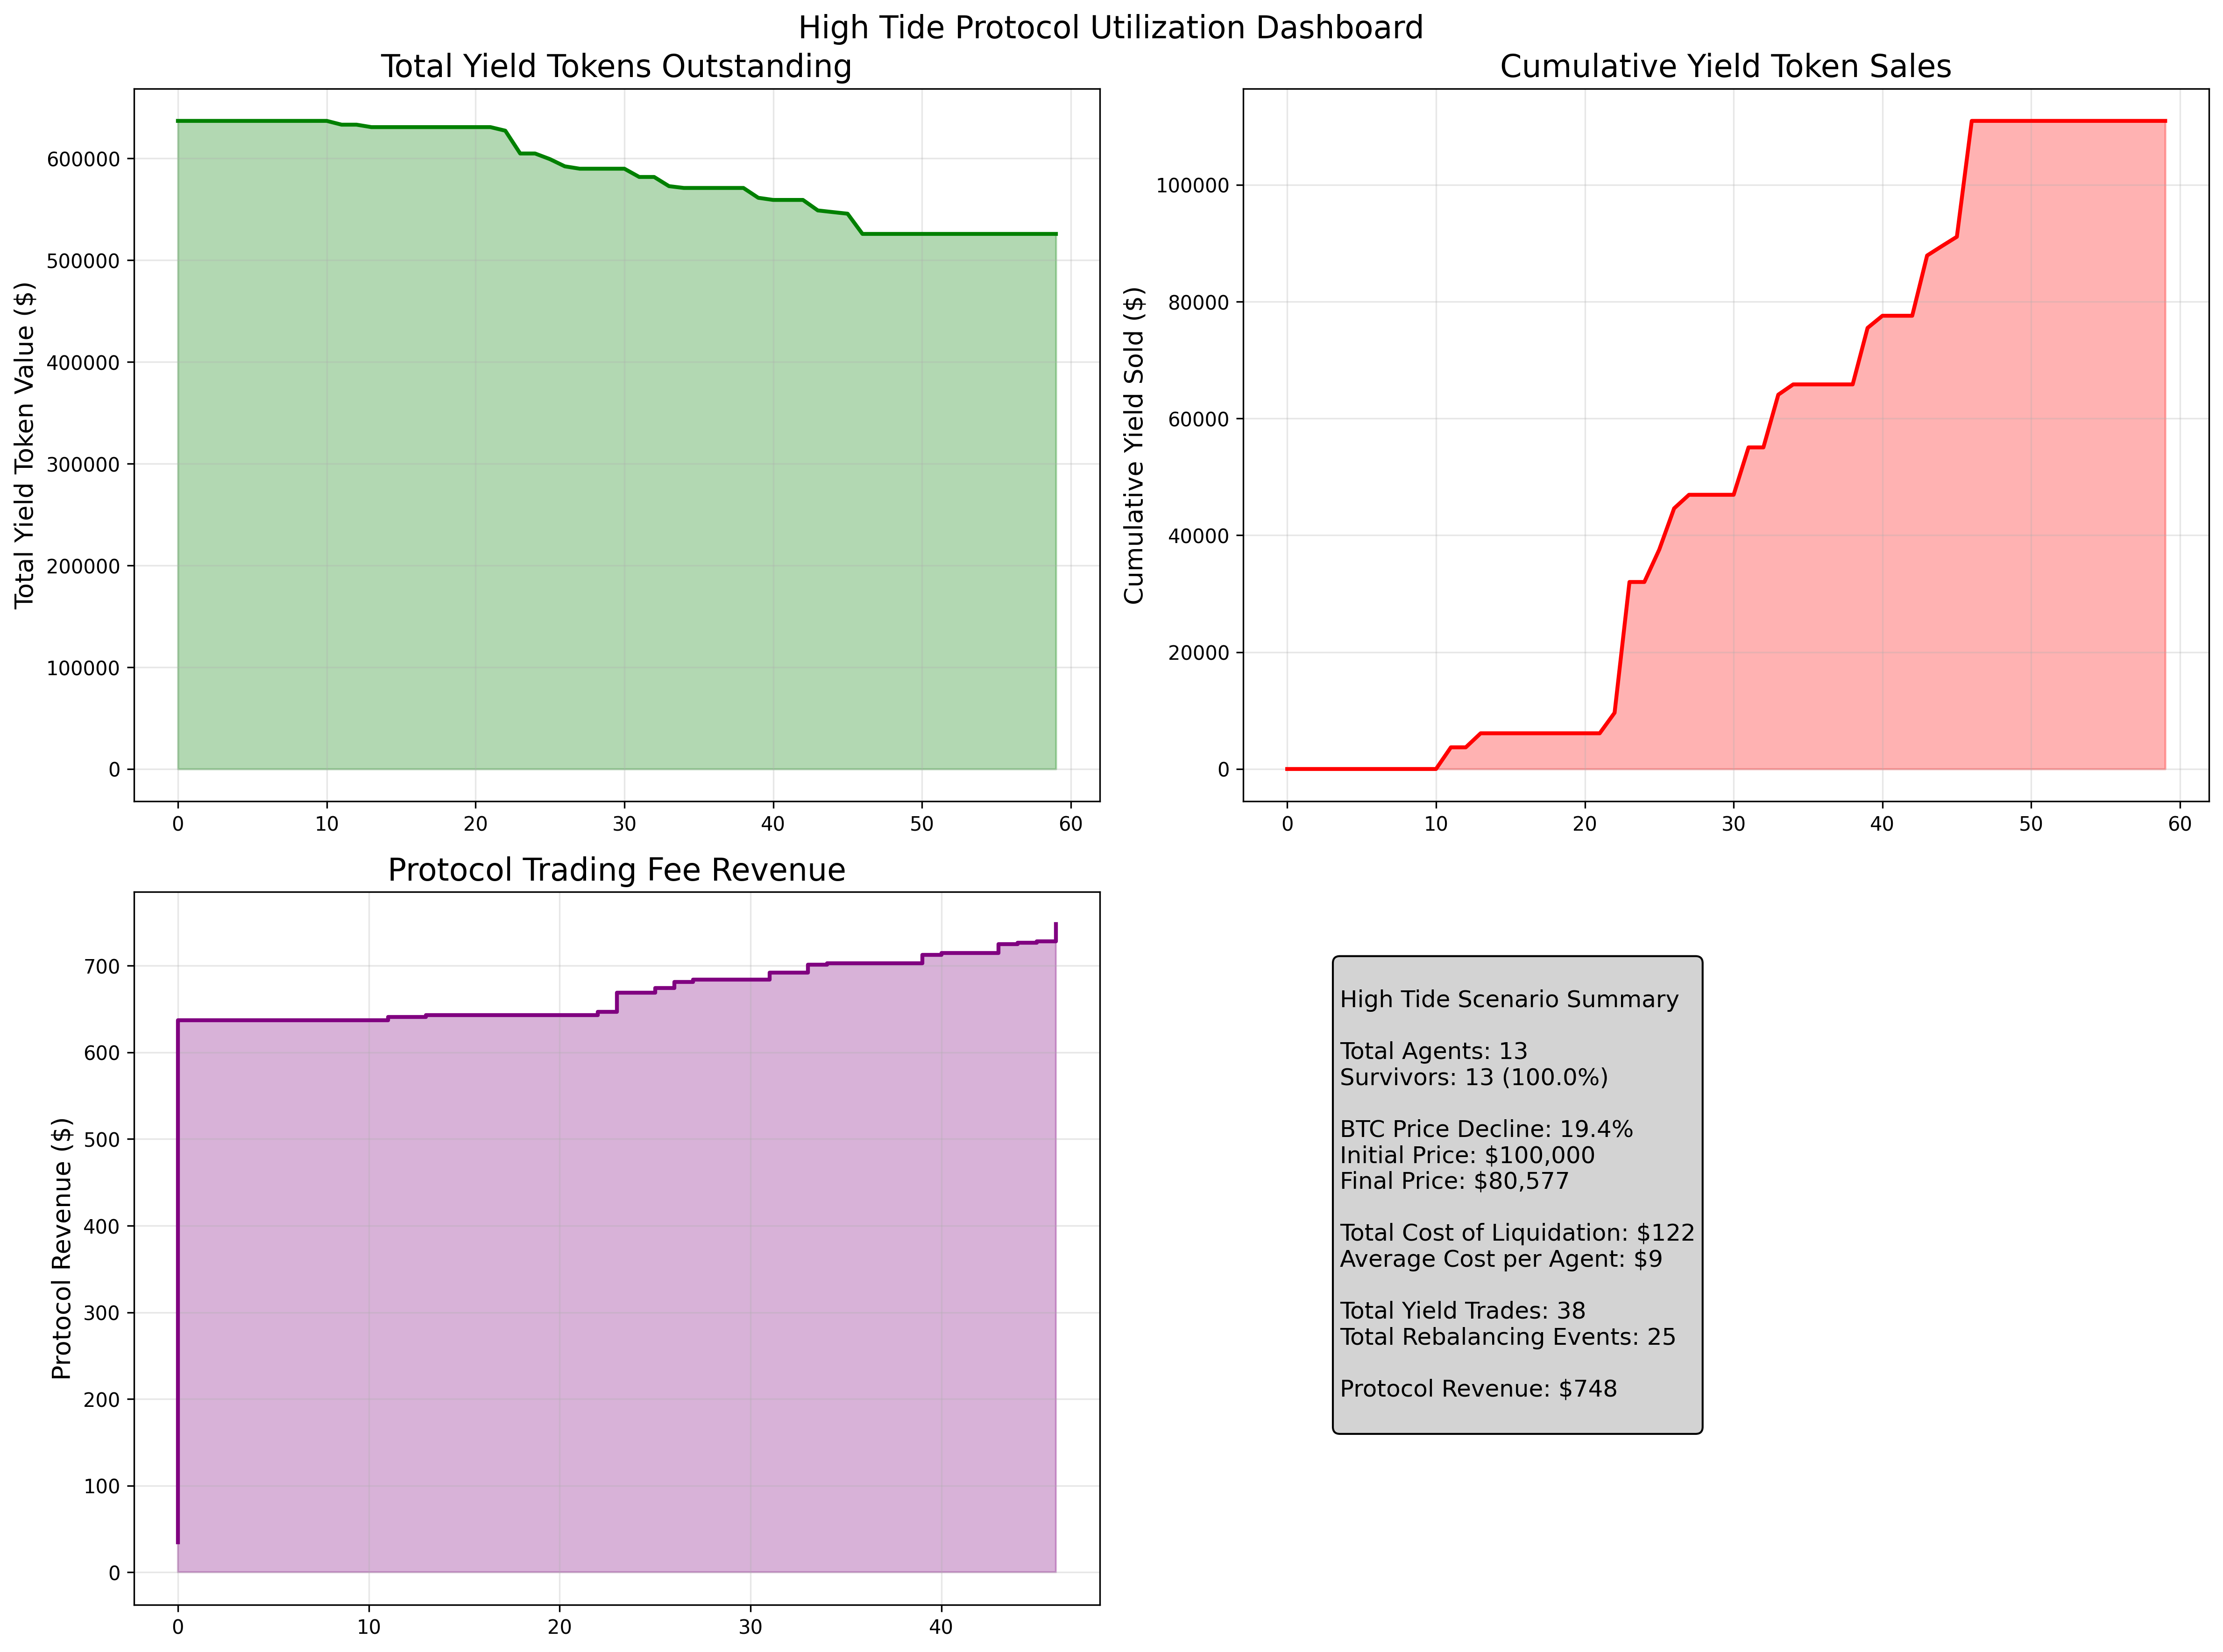 High Tide Protocol Utilization Dashboard
Total Yield Tokens Outstanding
Total Yield Token Value ($)
600000
500000
400000
300000
200000
100000
0
0 10 20 30 40 50 60
Cumulative Yield Token Sales
Cumulative Yield Sold ($)
100000
80000
60000
40000
20000
0
0 10 20 30 40 50 60
Protocol Trading Fee Revenue
Protocol Revenue ($)
700
600
500
400
300
200
100
0
0 10 20 30 40
High Tide Scenario Summary
Total Agents: 13
Survivors: 13 (100.0%)
BTC Price Decline: 19.4%
Initial Price: $100,000
Final Price: $80,577
Total Cost of Liquidation: $122
Average Cost per Agent: $9
Total Yield Trades: 38
Total Rebalancing Events: 25
Protocol Revenue: $748